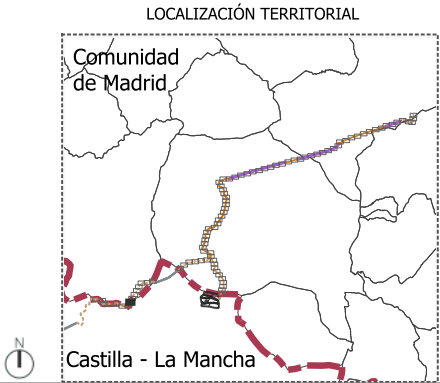 LOCALIZACIÓN TERRITORIAL
Comunidad
de Madrid
N
Castilla - La Mancha